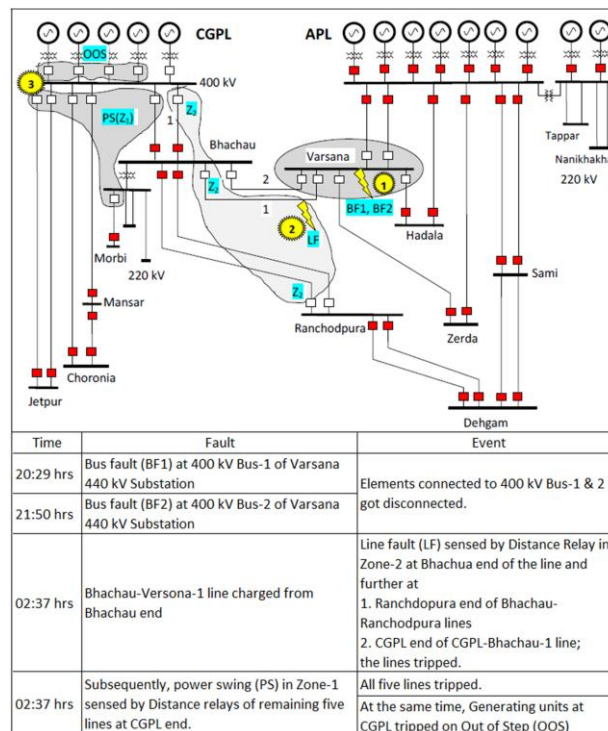 CGPL
APL
OOS
3
400 kV
PS(Z1)
1
Z2
Bhachau
Varsana
2
1
BF1, BF2
Tappar
Nanikhakha
220 kV
Z2
1
2
LF
Hadala
Morbi
220 kV
Z2
Sami
Mansar
Ranchodpura
Zerda
Choronia
Jetpur
Dehgam
Time Fault Event
20:29 hrs
Bus fault (BF1) at 400 kV Bus-1 of Varsana
440 kV Substation
21:50 hrs
Bus fault (BF2) at 400 kV Bus-2 of Varsana
440 kV Substation
Elements connected to 400 kV Bus-1 & 2
got disconnected.
02:37 hrs
Bhachau-Versona-1 line charged from
Bhachau end
Line fault (LF) sensed by Distance Relay in
Zone-2 at Bhachua end of the line and
further at
1. Ranchdopura end of Bhachau-
Ranchodpura lines
2. CGPL end of CGPL-Bhachau-1 line;
the lines tripped.
02:37 hrs
Subsequently, power swing (PS) in Zone-1
sensed by Distance relays of remaining five
lines at CGPL end.
All five lines tripped.
At the same time, Generating units at
CGPL tripped on Out of Step (OOS)